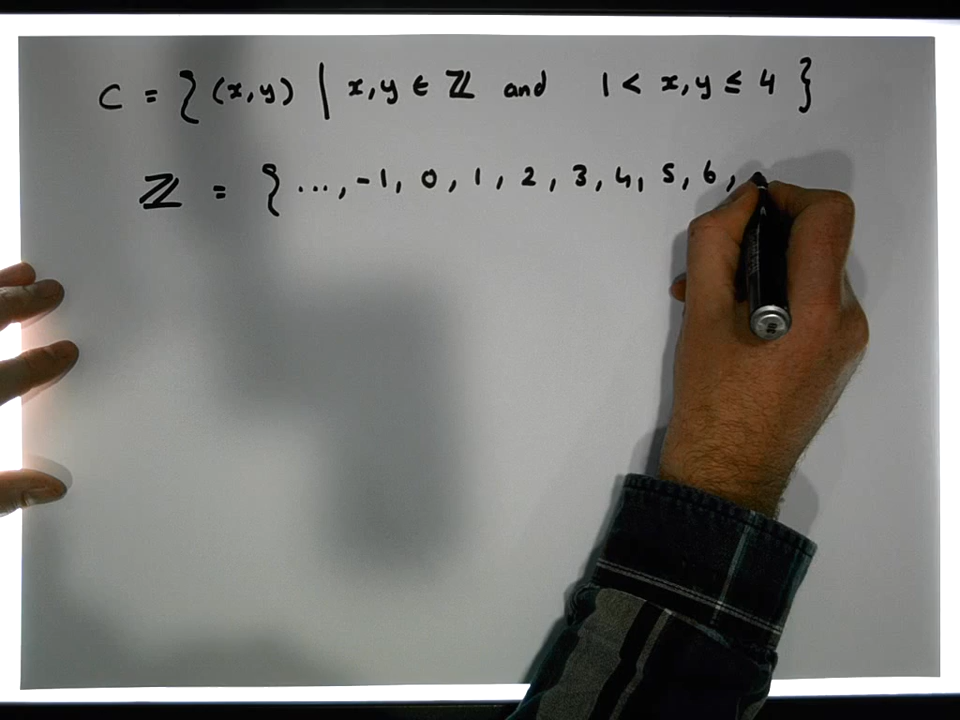 C = { (x,y) | x,y ∈ ℤ and 1 < x,y ≤ 4 }
ℤ = { ..., -1, 0, 1, 2, 3, 4, 5, 6, .